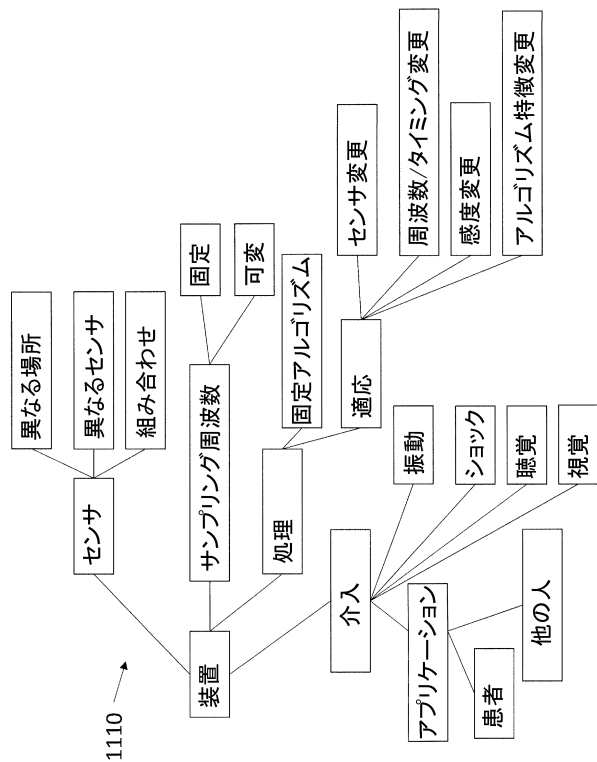 1110
装置
センサ
異なる場所
異なるセンサ
組み合わせ
サンプリング周波数
固定
可変
処理
固定アルゴリズム
適応
センサ変更
周波数/タイミング変更
感度変更
アルゴリズム特徴変更
介入
振動
ショック
聴覚
視覚
アプリケーション
患者
他の人